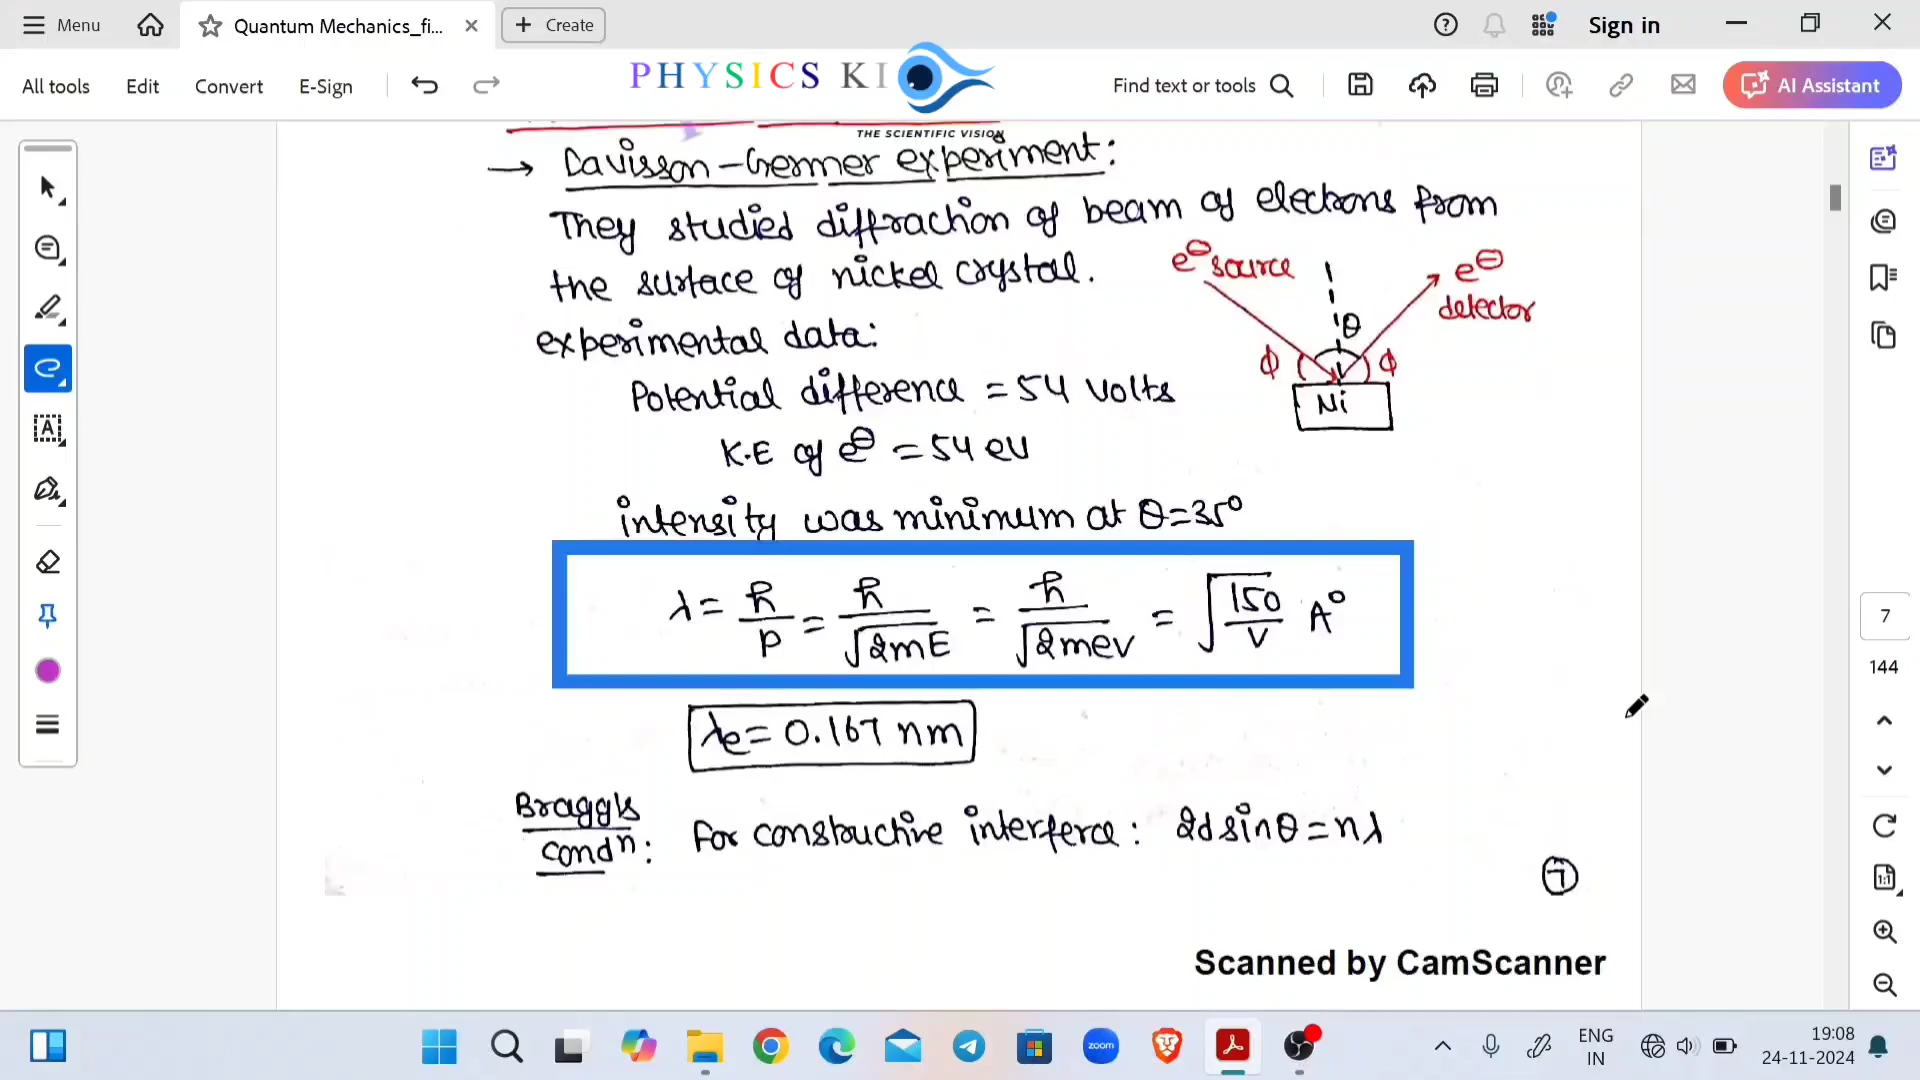 Menu
Quantum Mechanics_fi...
Create
Sign in
All tools
Edit
Convert
E-Sign
PHYSICS KI
THE SCIENTIFIC VISION
Find text or tools
AI Assistant
→ Davisson-Germer experiment:
They studied diffraction of beam of electrons from
the surface of nickel crystal.
e⊖ source
e⊖
detector
θ
ϕ
ϕ
Ni
experimental data:
Potential difference = 54 volts
K.E of e⊖ = 54 eV
intensity was minimum at θ=35°
λ = ℏ/p = ℏ/√2mE = ℏ/√2meV = √150/V A°
λe = 0.167 nm
Bragg's
condⁿ: For constuctive interferce: 2d sinθ = nλ
7
Scanned by CamScanner
7
144
ENG
IN
zoom
19:08
24-11-2024